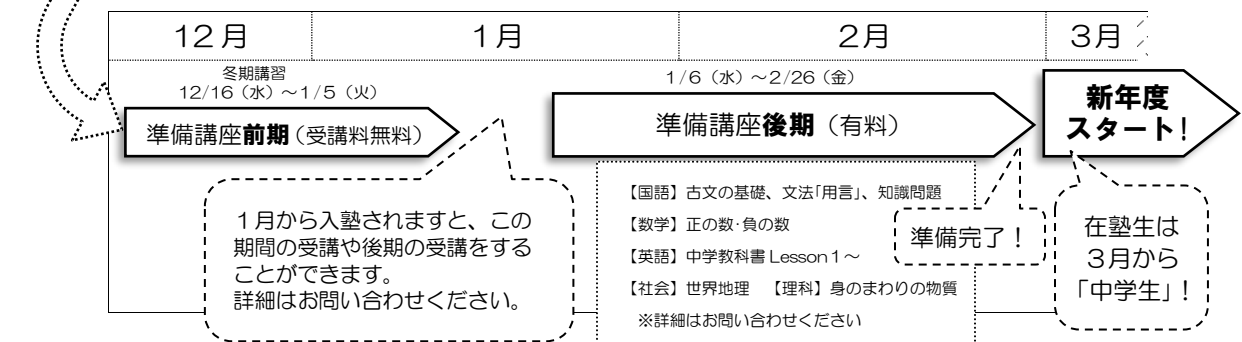 12月
1月
2月
3月
冬期講習
12/16（水）～1/5（火）
1/6（水）～2/26（金）
準備講座前期（受講料無料）
準備講座後期（有料）
新年度
スタート！
1月から入塾されますと、この
期間の受講や後期の受講をする
ことができます。
詳細はお問い合わせください。
【国語】古文の基礎、文法「用言」、知識問題
【数学】正の数・負の数
【英語】中学教科書 Lesson 1～
【社会】世界地理　【理科】身のまわりの物質
※詳細はお問い合わせください
準備完了！
在塾生は
3月から
「中学生」！